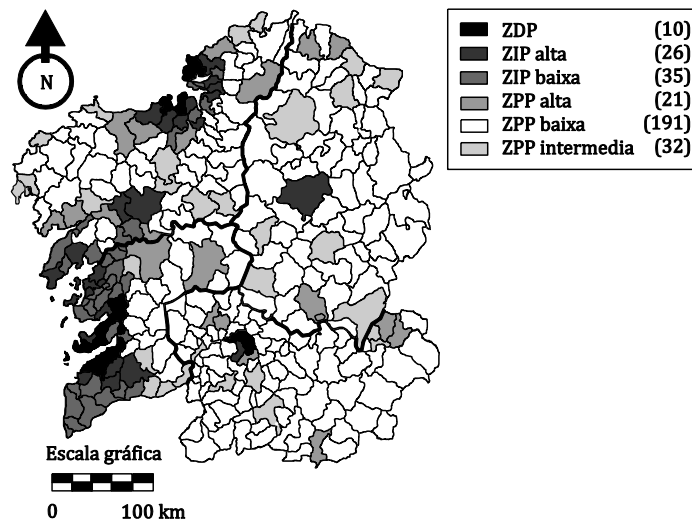 N
ZDP (10)
ZIP alta (26)
ZIP baixa (35)
ZPP alta (21)
ZPP baixa (191)
ZPP intermedia (32)
Escala gráfica
0 100 km